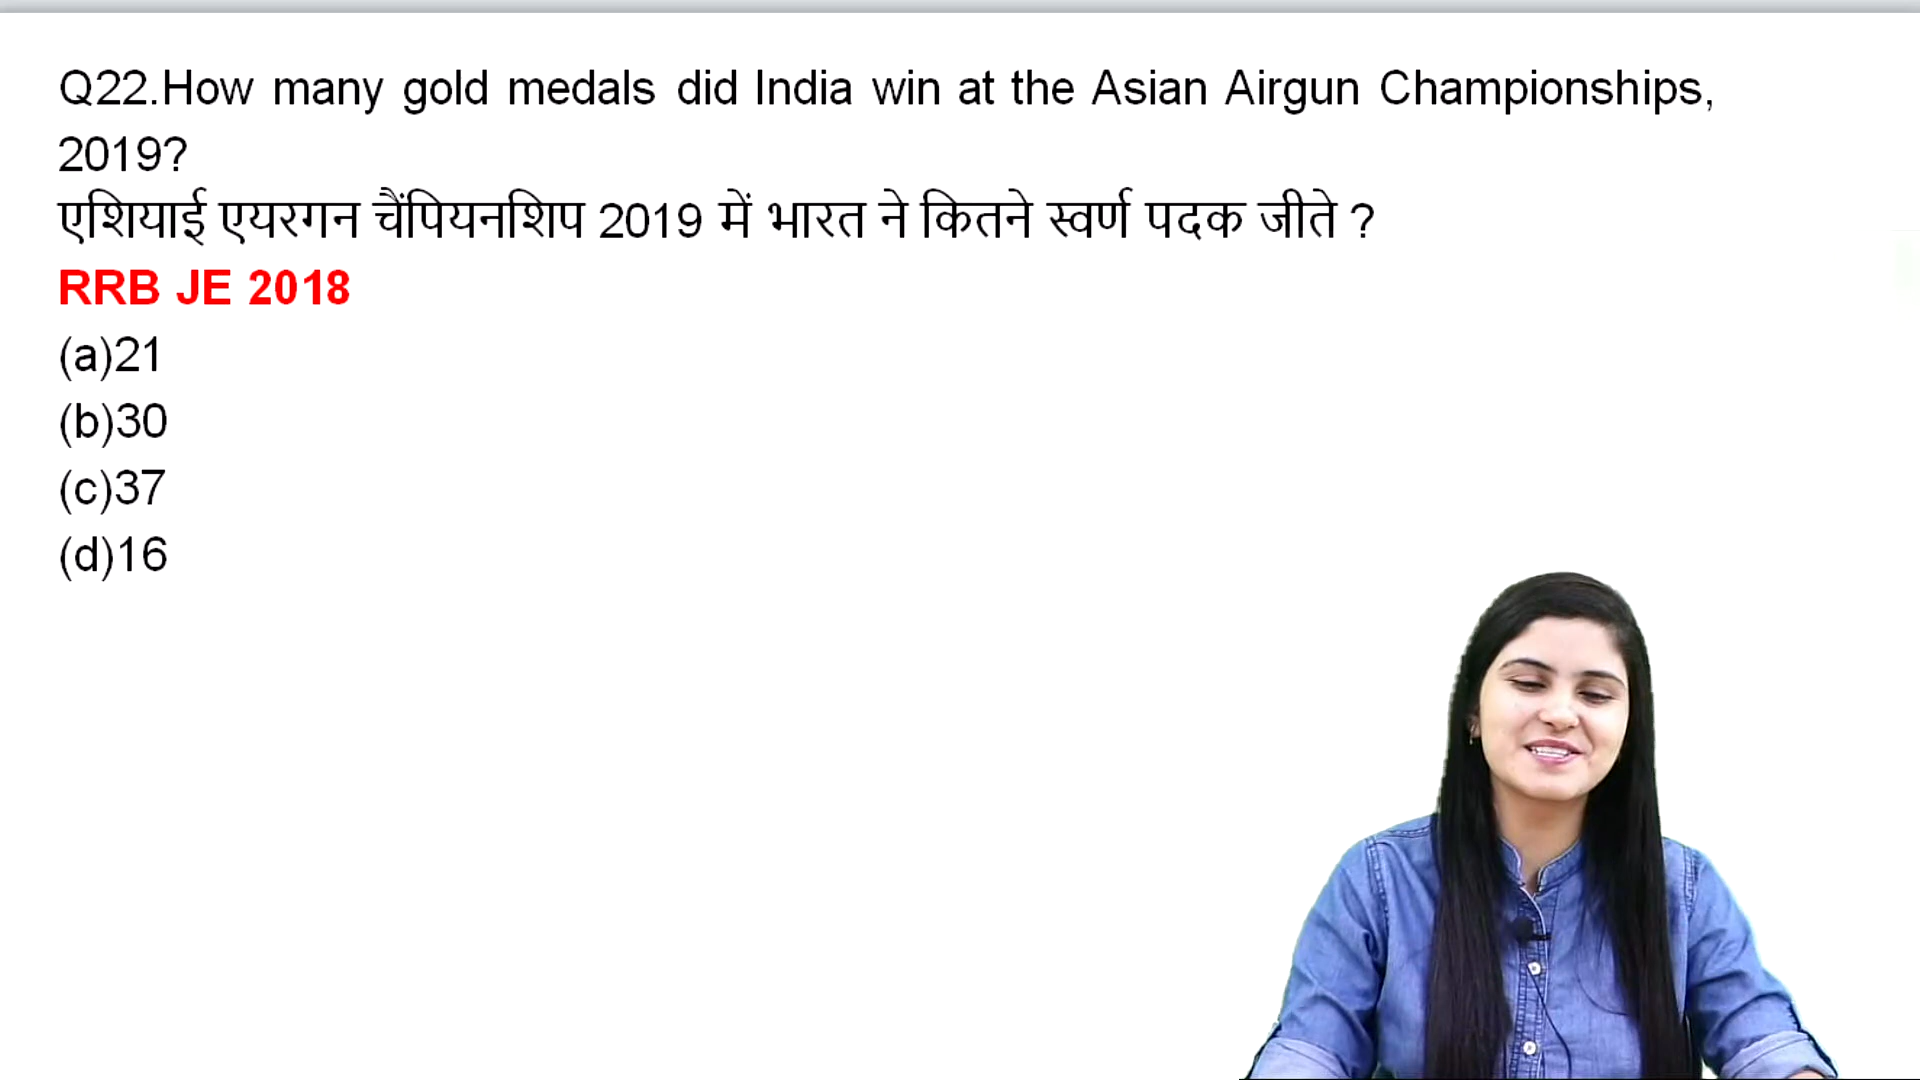 Q22.How many gold medals did India win at the Asian Airgun Championships,
2019?
एशियाई एयरगन चैंपियनशिप 2019 में भारत ने कितने स्वर्ण पदक जीते ?
RRB JE 2018
(a)21
(b)30
(c)37
(d)16